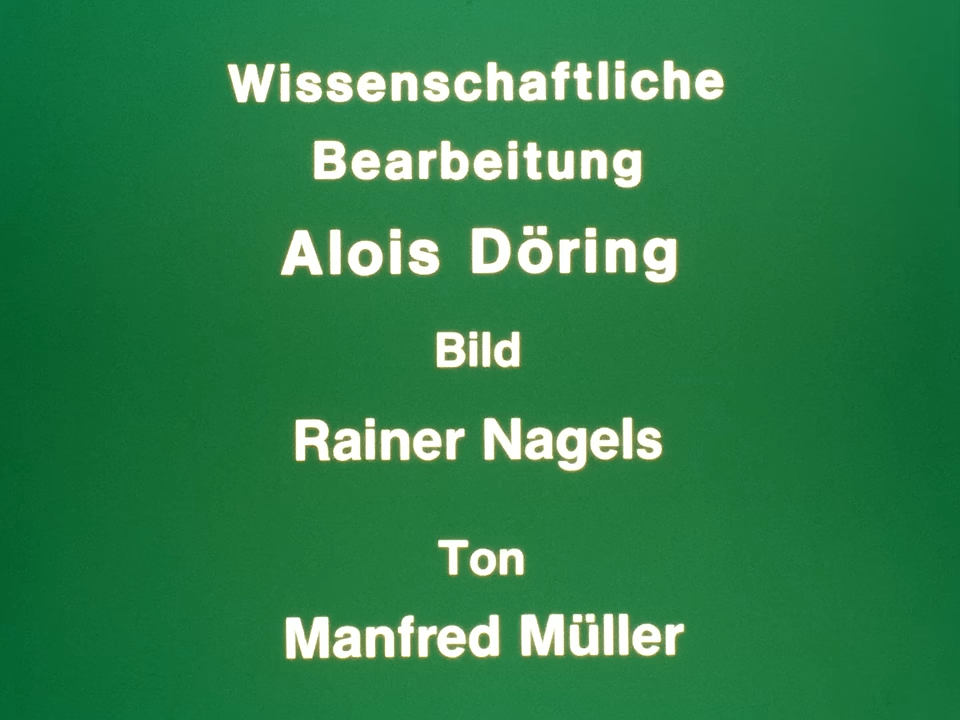 Wissenschaftliche
Bearbeitung
Alois Döring
Bild
Rainer Nagels
Ton
Manfred Müller